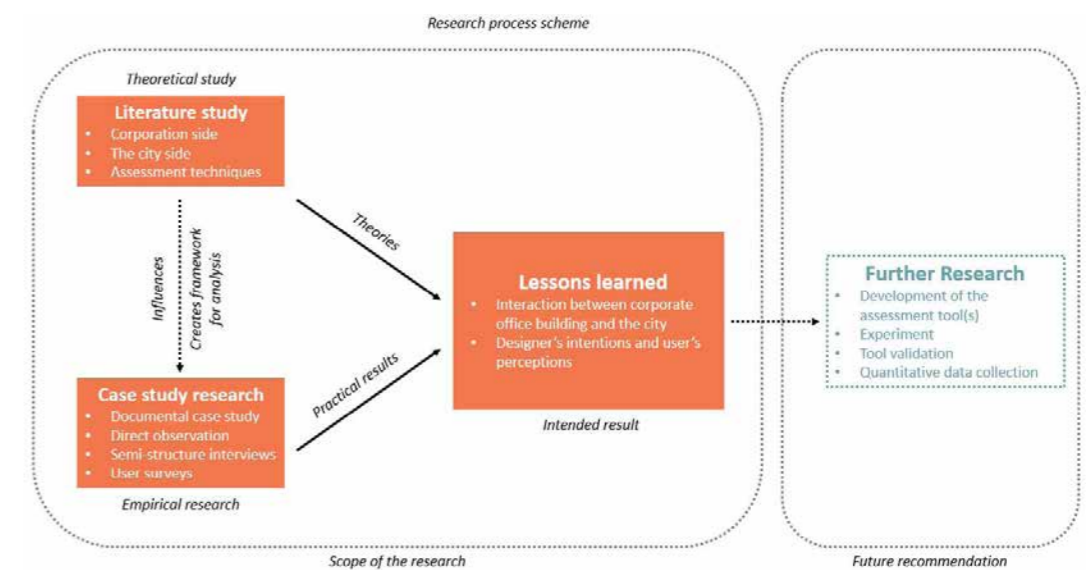 Research process scheme
Theoretical study
Literature study
• Corporation side
• The city side
• Assessment techniques
Theories
Influences
Creates framework
for analysis
Practical results
Case study research
• Documental case study
• Direct observation
• Semi-structure interviews
• User surveys
Empirical research
Lessons learned
• Interaction between corporate
office building and the city
• Designer's intentions and user's
perceptions
Intended result
Further Research
• Development of the
assessment tool(s)
• Experiment
• Tool validation
• Quantitative data collection
Scope of the research
Future recommendation